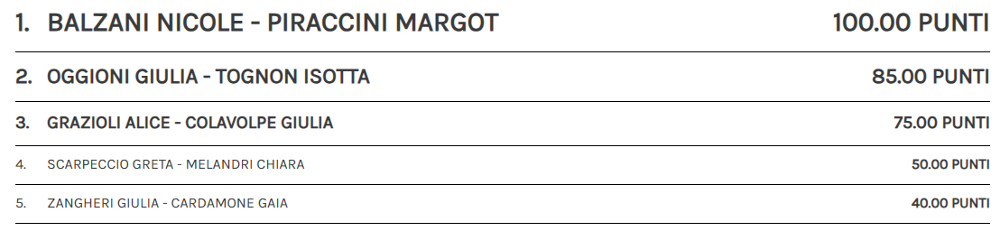 1. BALZANI NICOLE - PIRACCINI MARGOT 100.00 PUNTI
2. OGGIONI GIULIA - TOGNON ISOTTA 85.00 PUNTI
3. GRAZIOLI ALICE - COLAVOLPE GIULIA 75.00 PUNTI
4. SCARPECCIO GRETA - MELANDRI CHIARA 50.00 PUNTI
5. ZANGHERI GIULIA - CARDAMONE GAIA 40.00 PUNTI